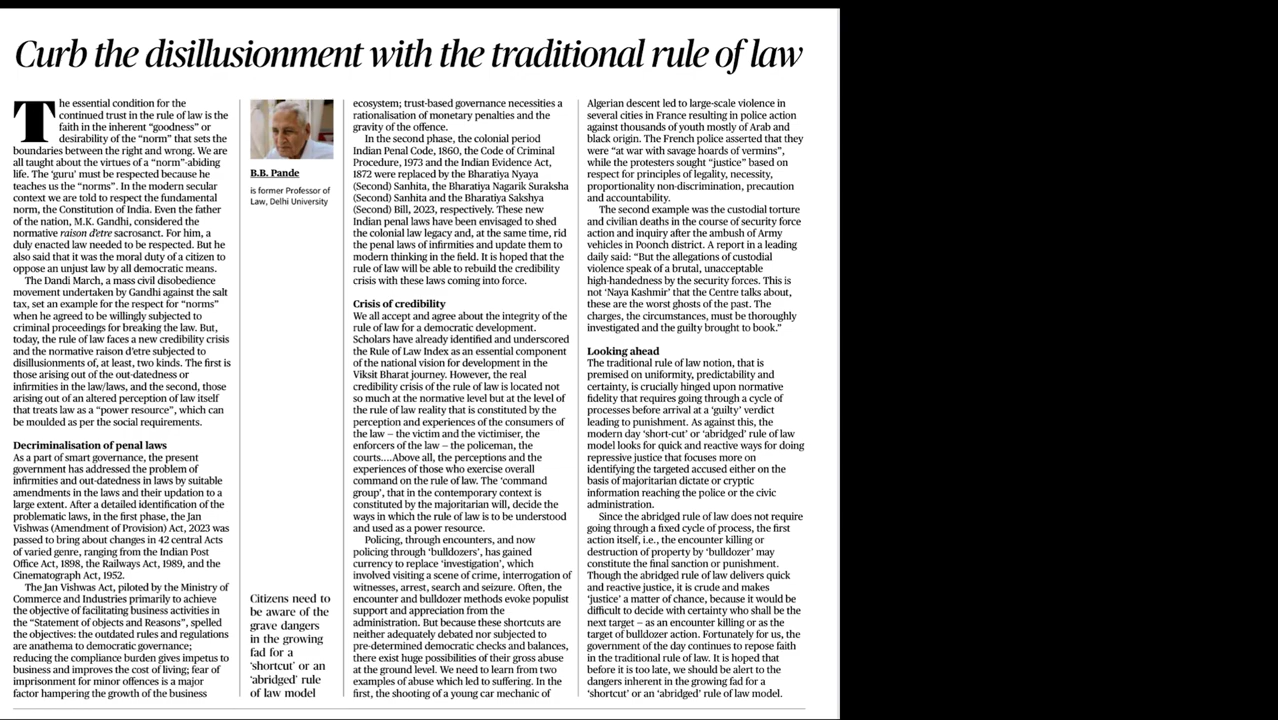 Curb the disillusionment with the traditional rule of law
The essential condition for the
continued trust in the rule of law is the
faith in the inherent “goodness” or
desirability of the “norm” that sets the
boundaries between the right and wrong. We are
all taught about the virtues of a “norm”-abiding
life. The ‘guru’ must be respected because he
teaches us the “norms”. In the modern secular
context we are told to respect the fundamental
norm, the Constitution of India. Even the father
of the nation, M.K. Gandhi, considered the
normative raison d’etre sacrosanct. For him, a
duly enacted law needed to be respected. But he
also said that it was the moral duty of a citizen to
oppose an unjust law by all democratic means.
The Dandi March, a mass civil disobedience
movement undertaken by Gandhi against the salt
tax, set an example for the respect for “norms”
when he agreed to be willingly subjected to
criminal proceedings for breaking the law. But,
today, the rule of law faces a new credibility crisis
and the normative raison d’etre subjected to
disillusionments of, at least, two kinds. The first is
those arising out of the out-datedness or
infirmities in the law/laws, and the second, those
arising out of an altered perception of law itself
that treats law as a “power resource”, which can
be moulded as per the social requirements.
Decriminalisation of penal laws
As a part of smart governance, the present
government has addressed the problem of
infirmities and out-datedness in laws by suitable
amendments in the laws and their updation to a
large extent. After a detailed identification of the
problematic laws, in the first phase, the Jan
Vishwas (Amendment of Provision) Act, 2023 was
passed to bring about changes in 42 central Acts
of varied genre, ranging from the Indian Post
Office Act, 1898, the Railways Act, 1989, and the
Cinematograph Act, 1952.
The Jan Vishwas Act, piloted by the Ministry of
Commerce and Industries primarily to achieve
the objective of facilitating business activities in
the “Statement of objects and Reasons”, spelled
the objectives: the outdated rules and regulations
are anathema to democratic governance;
reducing the compliance burden gives impetus to
business and improves the cost of living; fear of
imprisonment for minor offences is a major
factor hampering the growth of the business
B.B. Pande
is former Professor of
Law, Delhi University
Citizens need to
be aware of the
grave dangers
in the growing
fad for a
‘shortcut’ or an
‘abridged’ rule
of law model
ecosystem; trust-based governance necessities a
rationalisation of monetary penalties and the
gravity of the offence.
In the second phase, the colonial period
Indian Penal Code, 1860, the Code of Criminal
Procedure, 1973 and the Indian Evidence Act,
1872 were replaced by the Bharatiya Nyaya
(Second) Sanhita, the Bharatiya Nagarik Suraksha
(Second) Sanhita and the Bharatiya Sakshya
(Second) Bill, 2023, respectively. These new
Indian penal laws have been envisaged to shed
the colonial law legacy and, at the same time, rid
the penal laws of infirmities and update them to
modern thinking in the field. It is hoped that the
rule of law will be able to rebuild the credibility
crisis with these laws coming into force.
Crisis of credibility
We all accept and agree about the integrity of the
rule of law for a democratic development.
Scholars have already identified and underscored
the Rule of Law Index as an essential component
of the national vision for development in the
Viksit Bharat journey. However, the real
credibility crisis of the rule of law is located not
so much at the normative level but at the level of
the rule of law reality that is constituted by the
perception and experiences of the consumers of
the law — the victim and the victimiser, the
enforcers of the law — the policeman, the
courts....Above all, the perceptions and the
experiences of those who exercise overall
command on the rule of law. The ‘command
group’, that in the contemporary context is
constituted by the majoritarian will, decide the
ways in which the rule of law is to be understood
and used as a power resource.
Policing, through encounters, and now
policing through ‘bulldozers’, has gained
currency to replace ‘investigation’, which
involved visiting a scene of crime, interrogation of
witnesses, arrest, search and seizure. Often, the
encounter and bulldozer methods evoke populist
support and appreciation from the
administration. But because these shortcuts are
neither adequately debated nor subjected to
pre-determined democratic checks and balances,
there exist huge possibilities of their gross abuse
at the ground level. We need to learn from two
examples of abuse which led to suffering. In the
first, the shooting of a young car mechanic of
Algerian descent led to large-scale violence in
several cities in France resulting in police action
against thousands of youth mostly of Arab and
black origin. The French police asserted that they
were “at war with savage hoards of vermins”,
while the protesters sought “justice” based on
respect for principles of legality, necessity,
proportionality non-discrimination, precaution
and accountability.
The second example was the custodial torture
and civilian deaths in the course of security force
action and inquiry after the ambush of Army
vehicles in Poonch district. A report in a leading
daily said: “But the allegations of custodial
violence speak of a brutal, unacceptable
high-handedness by the security forces. This is
not ‘Naya Kashmir’ that the Centre talks about,
these are the worst ghosts of the past. The
charges, the circumstances, must be thoroughly
investigated and the guilty brought to book.”
Looking ahead
The traditional rule of law notion, that is
premised on uniformity, predictability and
certainty, is crucially hinged upon normative
fidelity that requires going through a cycle of
processes before arrival at a ‘guilty’ verdict
leading to punishment. As against this, the
modern day ‘short-cut’ or ‘abridged’ rule of law
model looks for quick and reactive ways for doing
repressive justice that focuses more on
identifying the targeted accused either on the
basis of majoritarian dictate or cryptic
information reaching the police or the civic
administration.
Since the abridged rule of law does not require
going through a fixed cycle of process, the first
action itself, i.e., the encounter killing or
destruction of property by ‘bulldozer’ may
constitute the final sanction or punishment.
Though the abridged rule of law delivers quick
and reactive justice, it is crude and makes
‘justice’ a matter of chance, because it would be
difficult to decide with certainty who shall be the
next target — as an encounter killing or as the
target of bulldozer action. Fortunately for us, the
government of the day continues to repose faith
in the traditional rule of law. It is hoped that
before it is too late, we should be alert to the
dangers inherent in the growing fad for a
‘shortcut’ or an ‘abridged’ rule of law model.